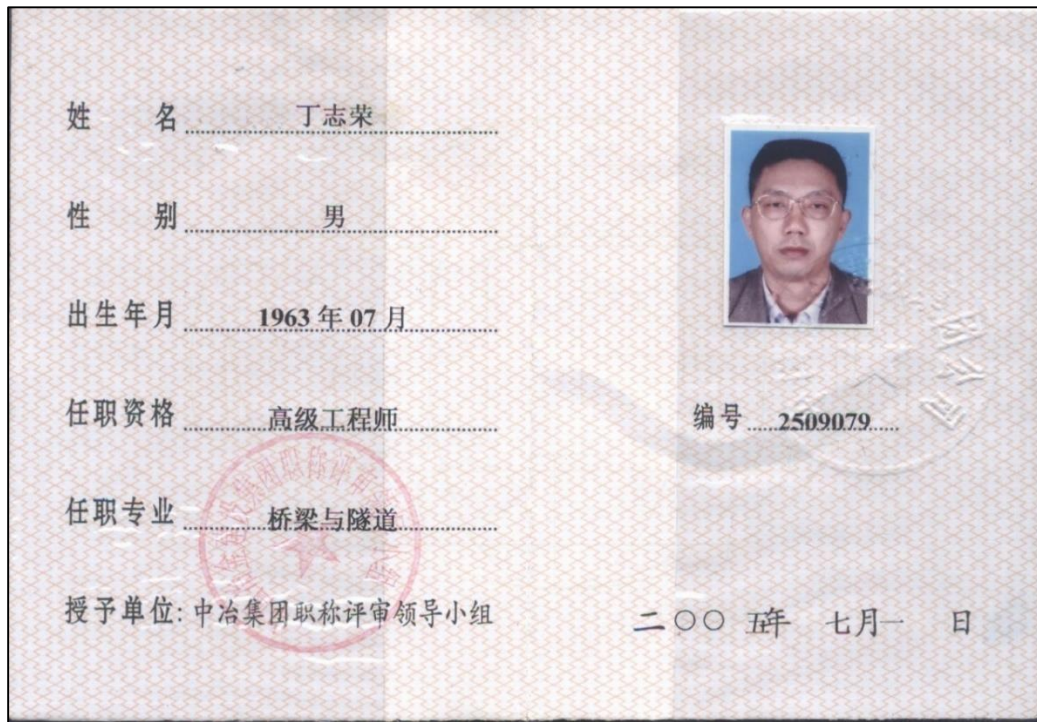 姓 名 丁志荣
性 别 男
出生年月 1963年07月
任职资格 高级工程师
任职专业 桥梁与隧道
授予单位:中冶集团职称评审领导小组
编号 2509079
二〇〇五年 七月一 日